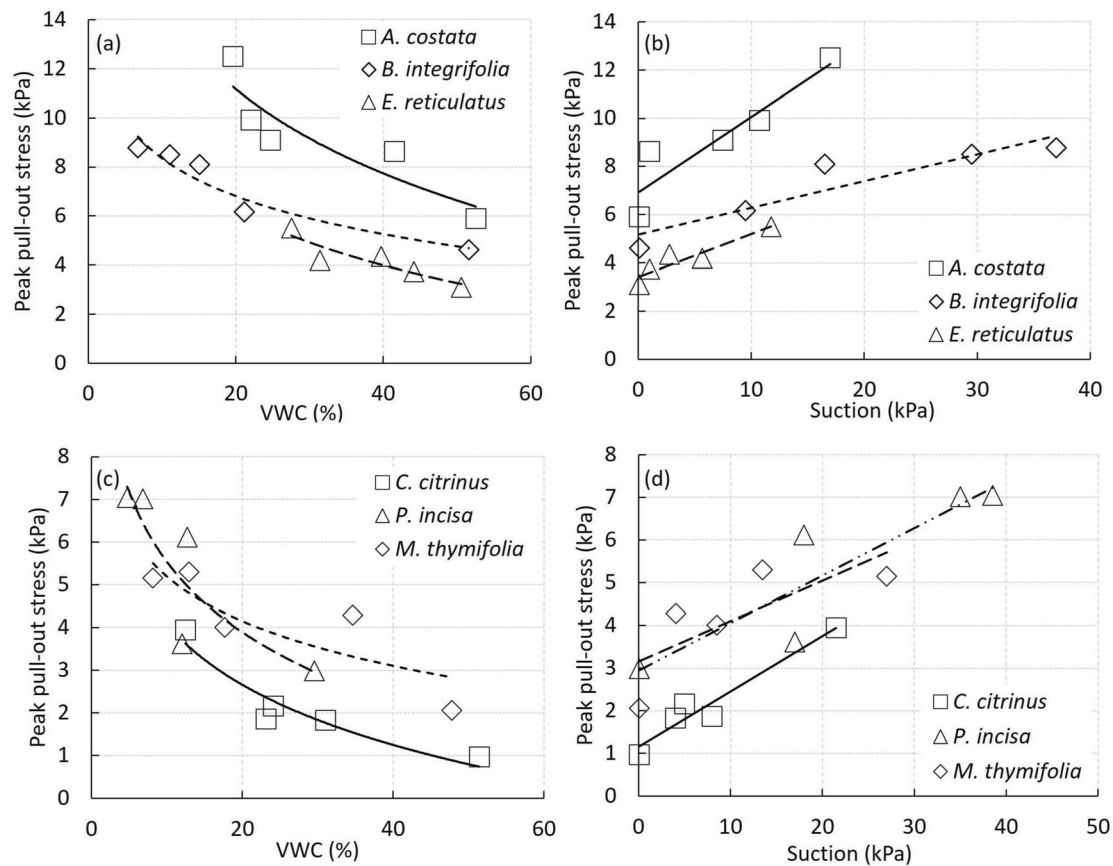 Peak pull-out stress (kPa)
14
12
10
8
6
4
2
0
(a)
A. costata
B. integrifolia
E. reticulatus
0 20 40 60
VWC (%)
Peak pull-out stress (kPa)
14
12
10
8
6
4
2
0
(b)
A. costata
B. integrifolia
E. reticulatus
0 10 20 30 40
Suction (kPa)
Peak pull-out stress (kPa)
8
7
6
5
4
3
2
1
0
(c)
C. citrinus
P. incisa
M. thymifolia
0 20 40 60
VWC (%)
Peak pull-out stress (kPa)
8
7
6
5
4
3
2
1
0
(d)
C. citrinus
P. incisa
M. thymifolia
0 10 20 30 40 50
Suction (kPa)